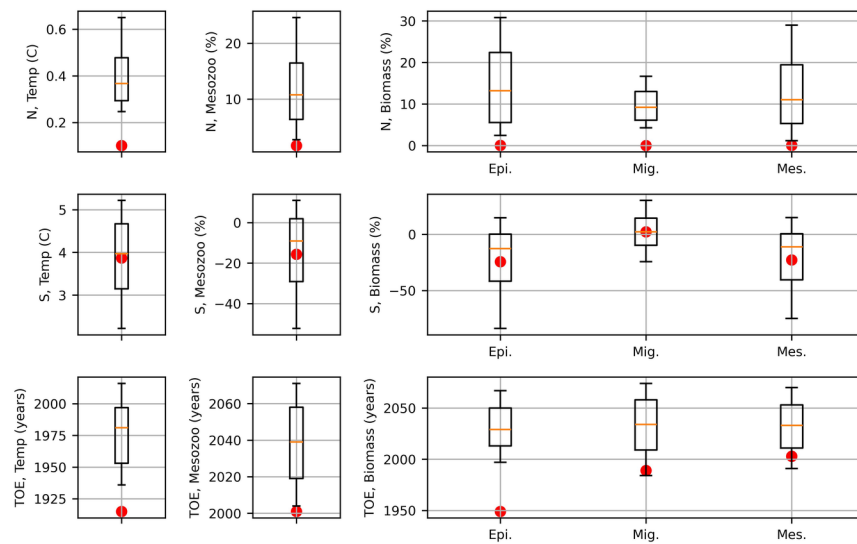 N, Temp (C)
0.6
0.4
0.2
N, Mesozoo (%)
20
10
N, Biomass (%)
30
20
10
0
Epi.
Mig.
Mes.
S, Temp (C)
5
4
3
S, Mesozoo (%)
0
−20
−40
S, Biomass (%)
0
−50
Epi.
Mig.
Mes.
TOE, Temp (years)
2000
1975
1950
1925
TOE, Mesozoo (years)
2060
2040
2020
2000
TOE, Biomass (years)
2050
2000
1950
Epi.
Mig.
Mes.